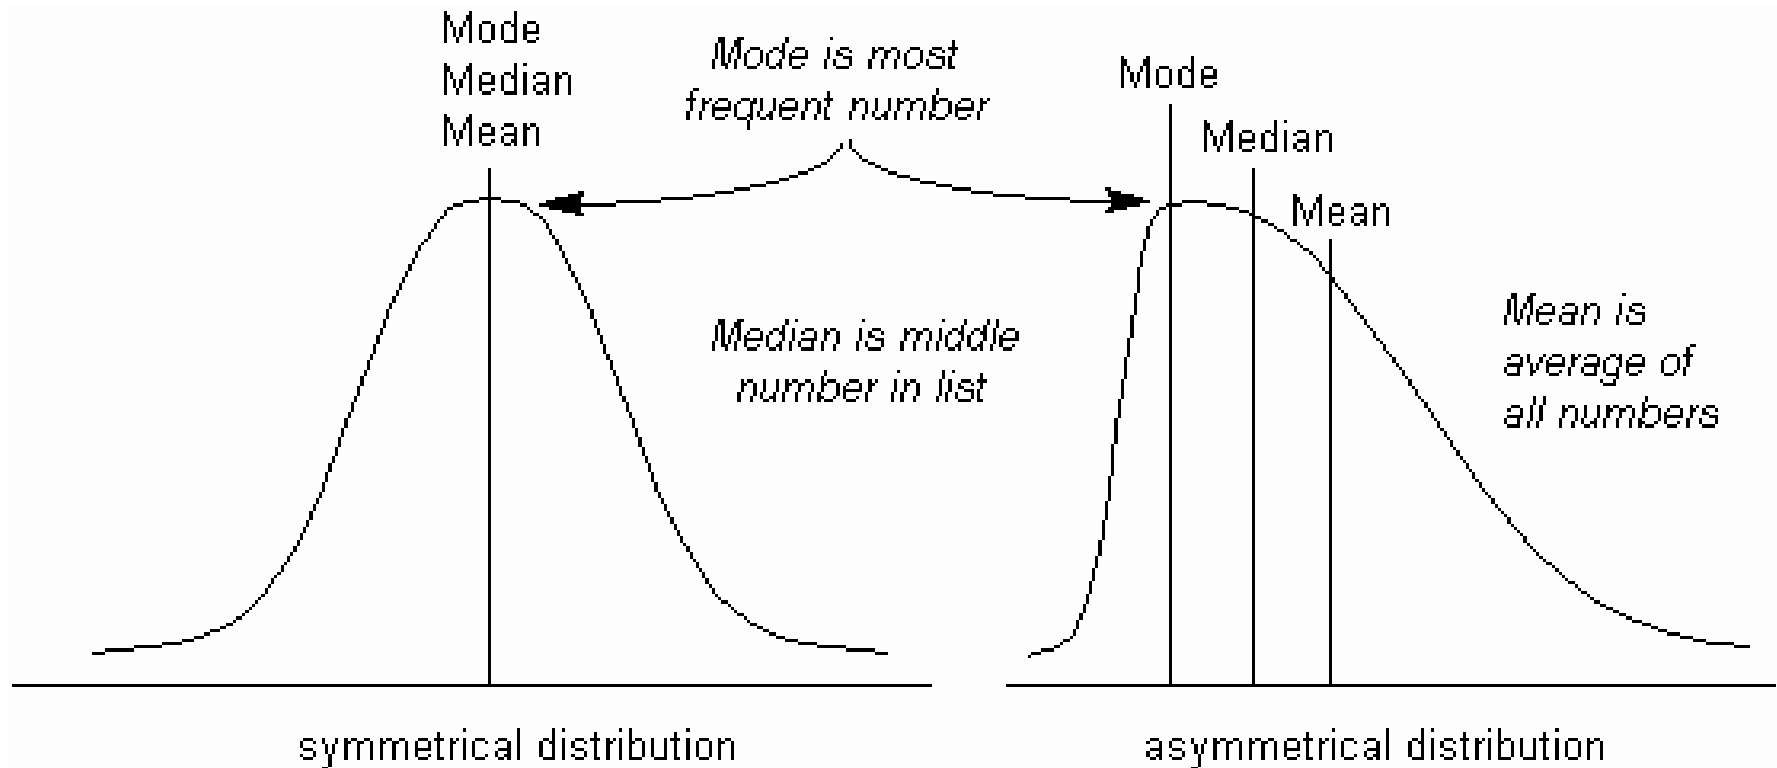 Mode
Median
Mean
Mode is most
frequent number
Mode
Median
Mean
Median is middle
number in list
Mean is
average of
all numbers
symmetrical distribution
asymmetrical distribution